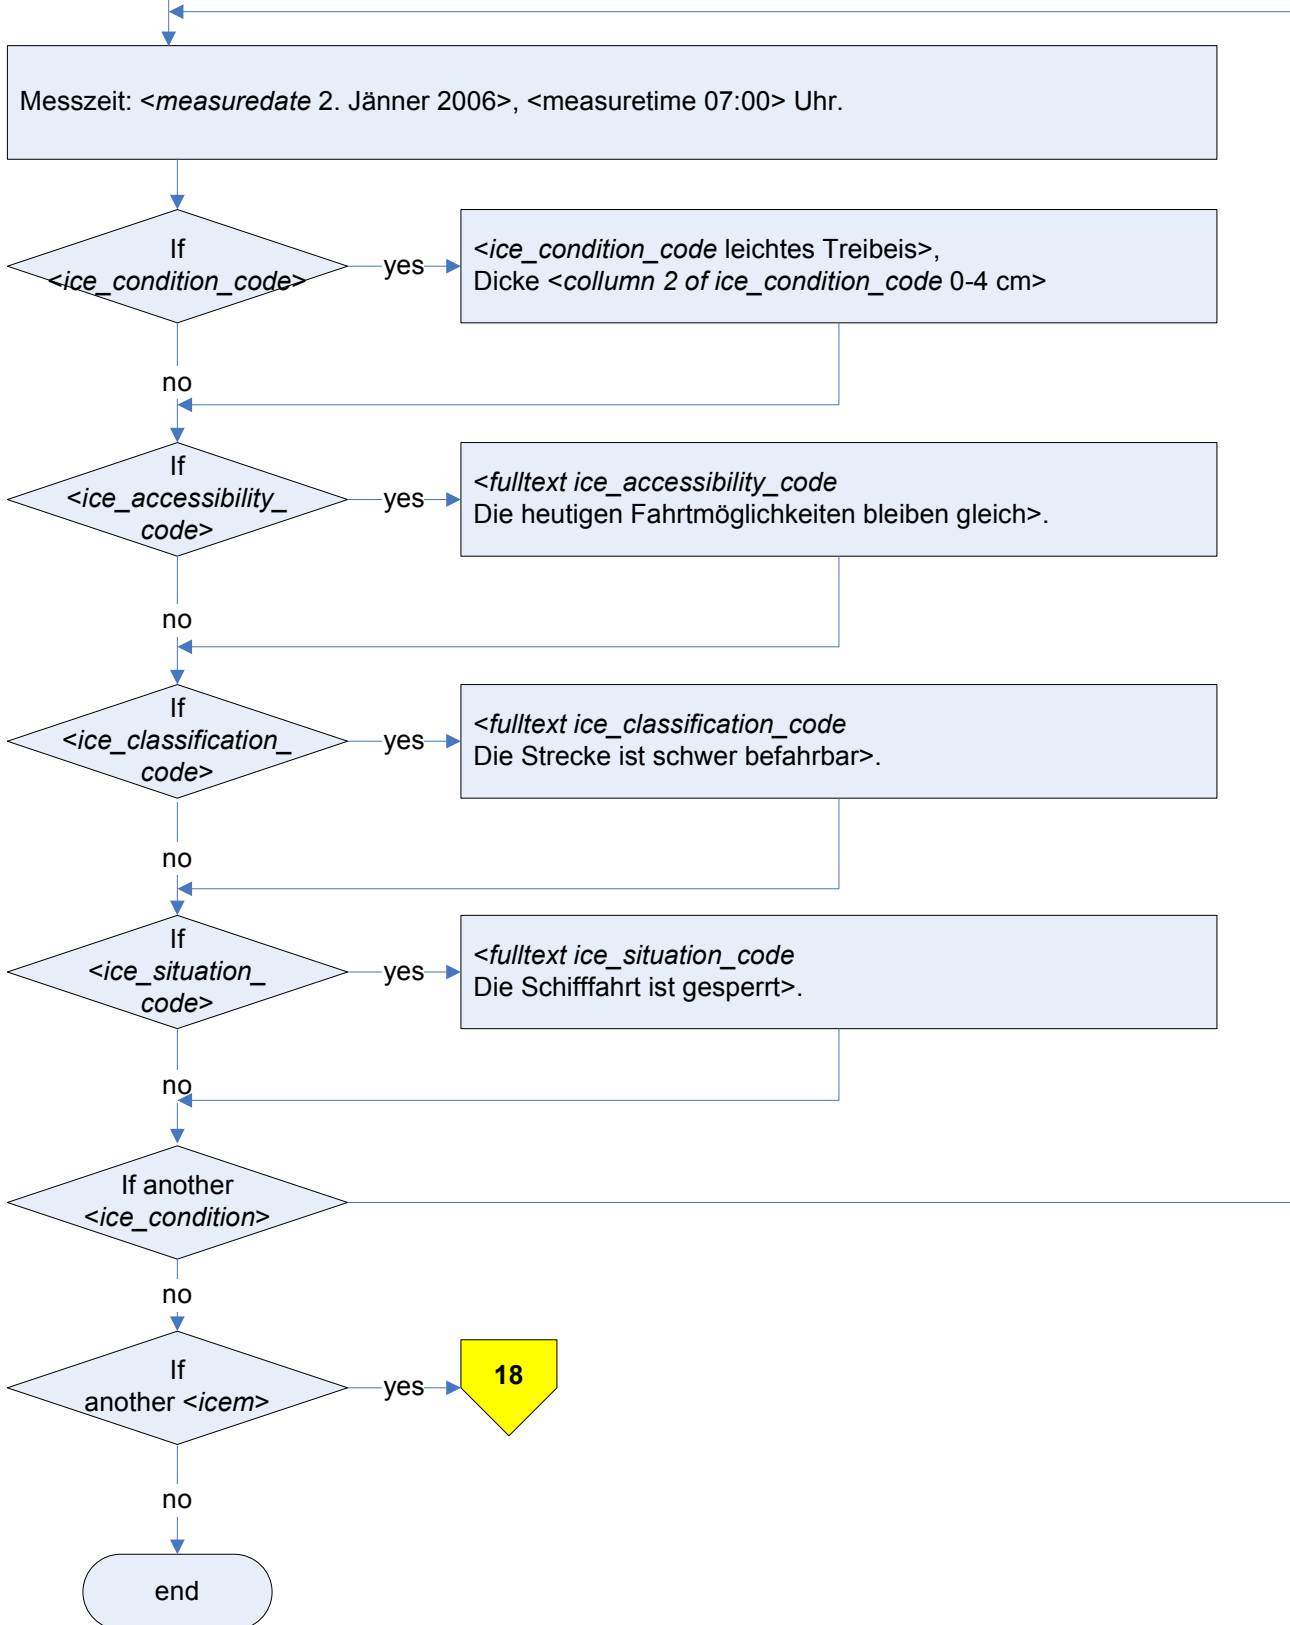 Messzeit: <measuredate 2. Jänner 2006>, <measuretime 07:00> Uhr.
If
<ice_condition_code>
yes
<ice_condition_code leichtes Treibeis>,
Dicke <collumn 2 of ice_condition_code 0-4 cm>
no
If
<ice_accessibility_
code>
yes
<fulltext ice_accessibility_code
Die heutigen Fahrtmöglichkeiten bleiben gleich>.
no
If
<ice_classification_
code>
yes
<fulltext ice_classification_code
Die Strecke ist schwer befahrbar>.
no
If
<ice_situation_
code>
yes
<fulltext ice_situation_code
Die Schifffahrt ist gesperrt>.
no
If another
<ice_condition>
no
If
another <icem>
yes
18
no
end